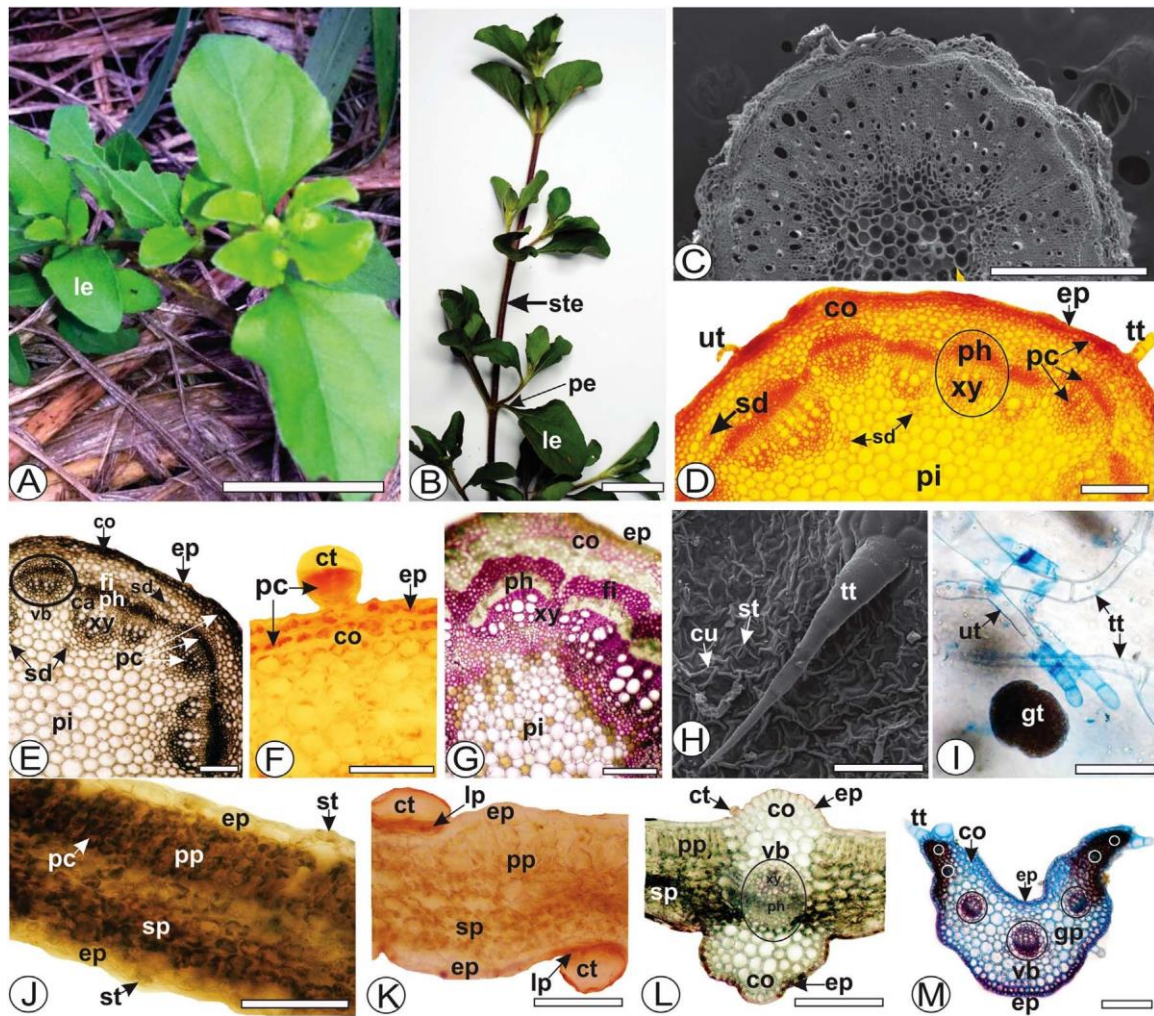 le
A
ste
pe
le
B
C
co
ep
ut
tt
ph
pc
xy
sd
sd
pi
D
co
ep
fi
sd
vb
ca
ph
xy
pc
sd
pi
E
ct
pc
ep
co
F
ep
co
ph
fi
xy
pi
G
tt
st
cu
H
ut
tt
gt
I
st
ep
pc
pp
sp
ep
st
J
lp
ct
ep
pp
sp
ep
lp
ct
K
ct
ep
co
pp
vb
xy
sp
ph
co
ep
L
tt
co
ep
gp
vb
ep
M